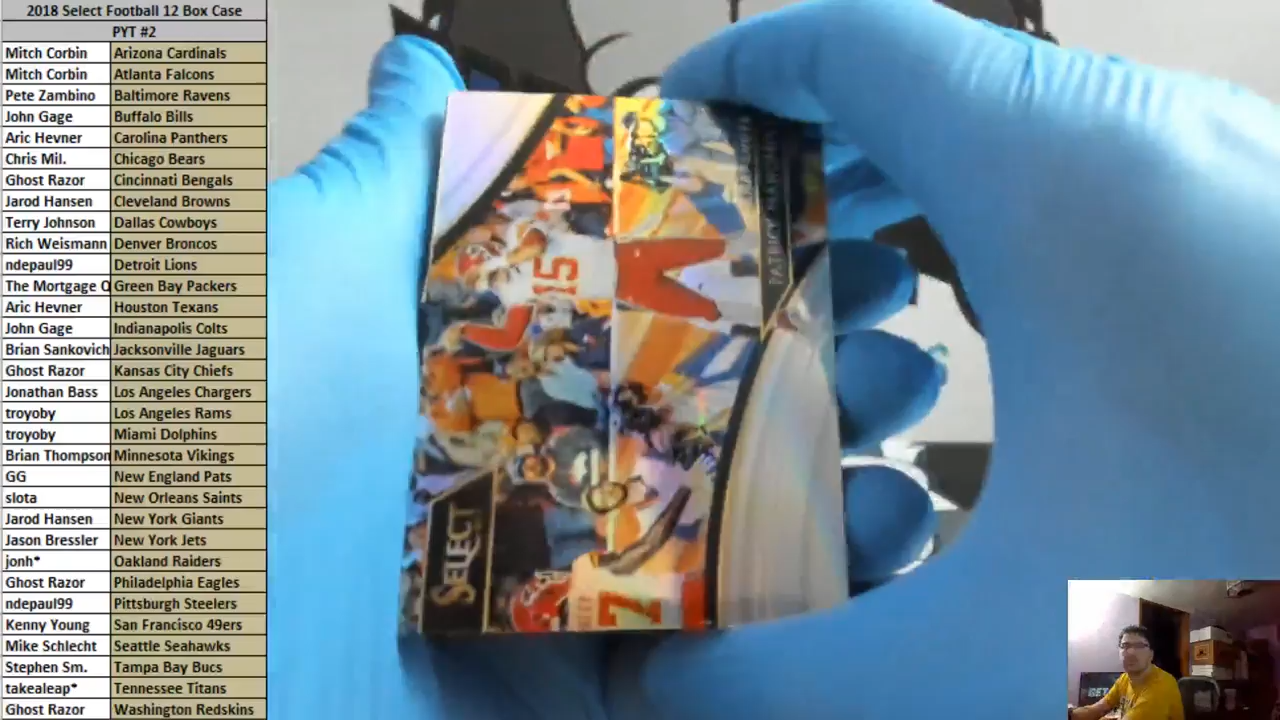 2018 Select Football 12 Box Case
PYT #2
Mitch Corbin Arizona Cardinals
Mitch Corbin Atlanta Falcons
Pete Zambino Baltimore Ravens
John Gage Buffalo Bills
Aric Hevner Carolina Panthers
Chris Mil. Chicago Bears
Ghost Razor Cincinnati Bengals
Jarod Hansen Cleveland Browns
Terry Johnson Dallas Cowboys
Rich Weismann Denver Broncos
ndepaul99 Detroit Lions
The Mortgage Q Green Bay Packers
Aric Hevner Houston Texans
John Gage Indianapolis Colts
Brian Sankovich Jacksonville Jaguars
Ghost Razor Kansas City Chiefs
Jonathan Bass Los Angeles Chargers
troyoby Los Angeles Rams
troyoby Miami Dolphins
Brian Thompson Minnesota Vikings
GG New England Pats
slota New Orleans Saints
Jarod Hansen New York Giants
Jason Bressler New York Jets
jonh* Oakland Raiders
Ghost Razor Philadelphia Eagles
ndepaul99 Pittsburgh Steelers
Kenny Young San Francisco 49ers
Mike Schlecht Seattle Seahawks
Stephen Sm. Tampa Bay Bucs
takealeap* Tennessee Titans
Ghost Razor Washington Redskins
PATRICK MAHOMES
15
SELECT
7
GET